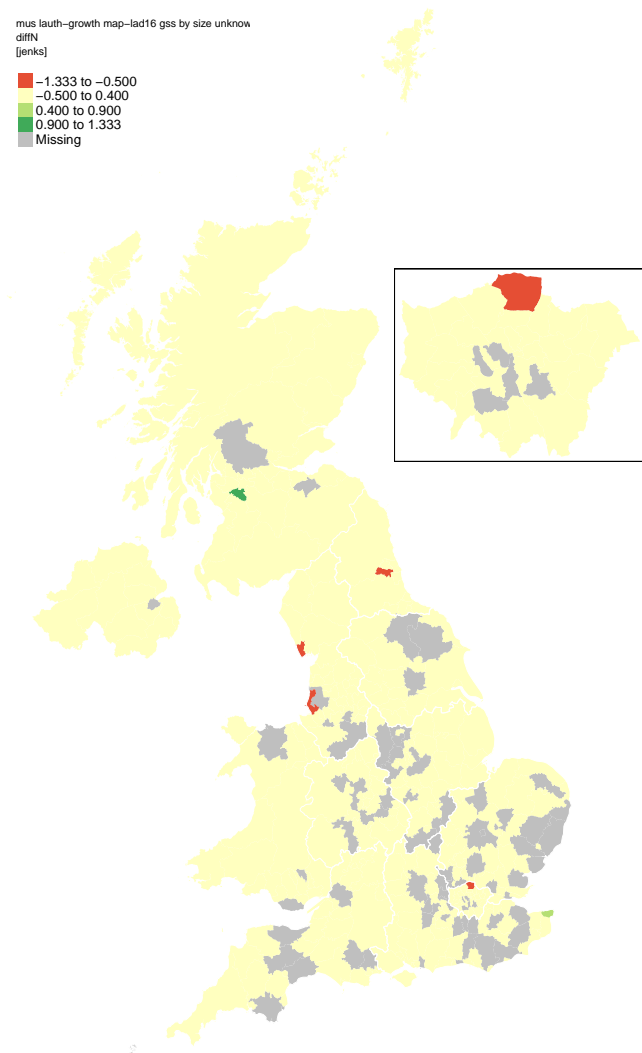 mus lauth−growth map−lad16 gss by size unknow
diffN
[jenks]
−1.333 to −0.500
−0.500 to 0.400
0.400 to 0.900
0.900 to 1.333
Missing